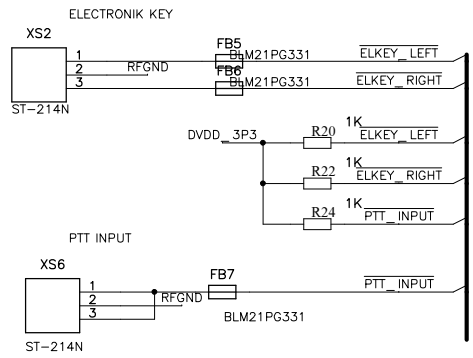 ELECTRONIK KEY
XS2
1
2
3
RFGND
ST-214N
FB5
BLM21PG331
FB6
BLM21PG331
ELKEY_LEFT
ELKEY_RIGHT
DVDD_3P3
R20
1K
ELKEY_LEFT
R22
1K
ELKEY_RIGHT
R24
1K
PTT_INPUT
PTT INPUT
XS6
1
2
3
RFGND
ST-214N
FB7
BLM21PG331
PTT_INPUT